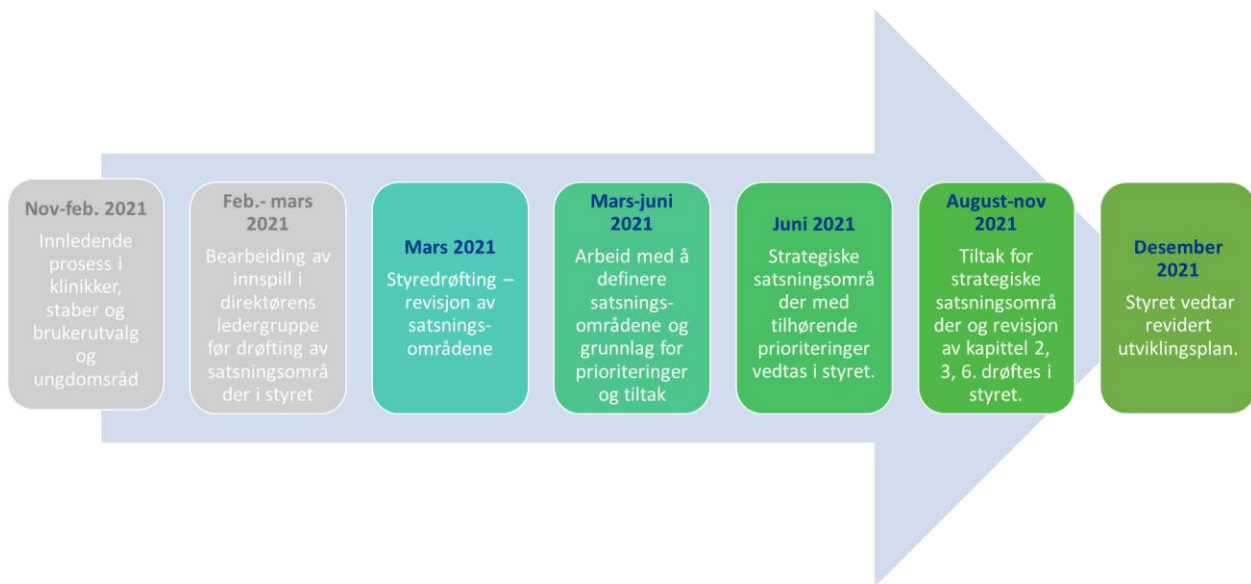 Nov-feb. 2021
Innledende
prosess i
klinikker,
staber og
brukerutvalg
og
ungdomsråd
Feb.- mars
2021
Bearbeiding av
innspill i
direktørens
ledergruppe
før drøfting av
satsningsområ
der i styret
Mars 2021
Styredrøfting –
revisjon av
satsnings-
områdene
Mars-juni
2021
Arbeid med å
definere
satsnings-
områdene og
grunnlag for
prioriteringer
og tiltak
Juni 2021
Strategiske
satsningsområ
der med
tilhørende
prioriteringer
vedtas i styret.
August-nov
2021
Tiltak for
strategiske
satsningsområ
der og revisjon
av kapittel 2,
3, 6. drøftes i
styret.
Desember
2021
Styret vedtar
revidert
utviklingsplan.